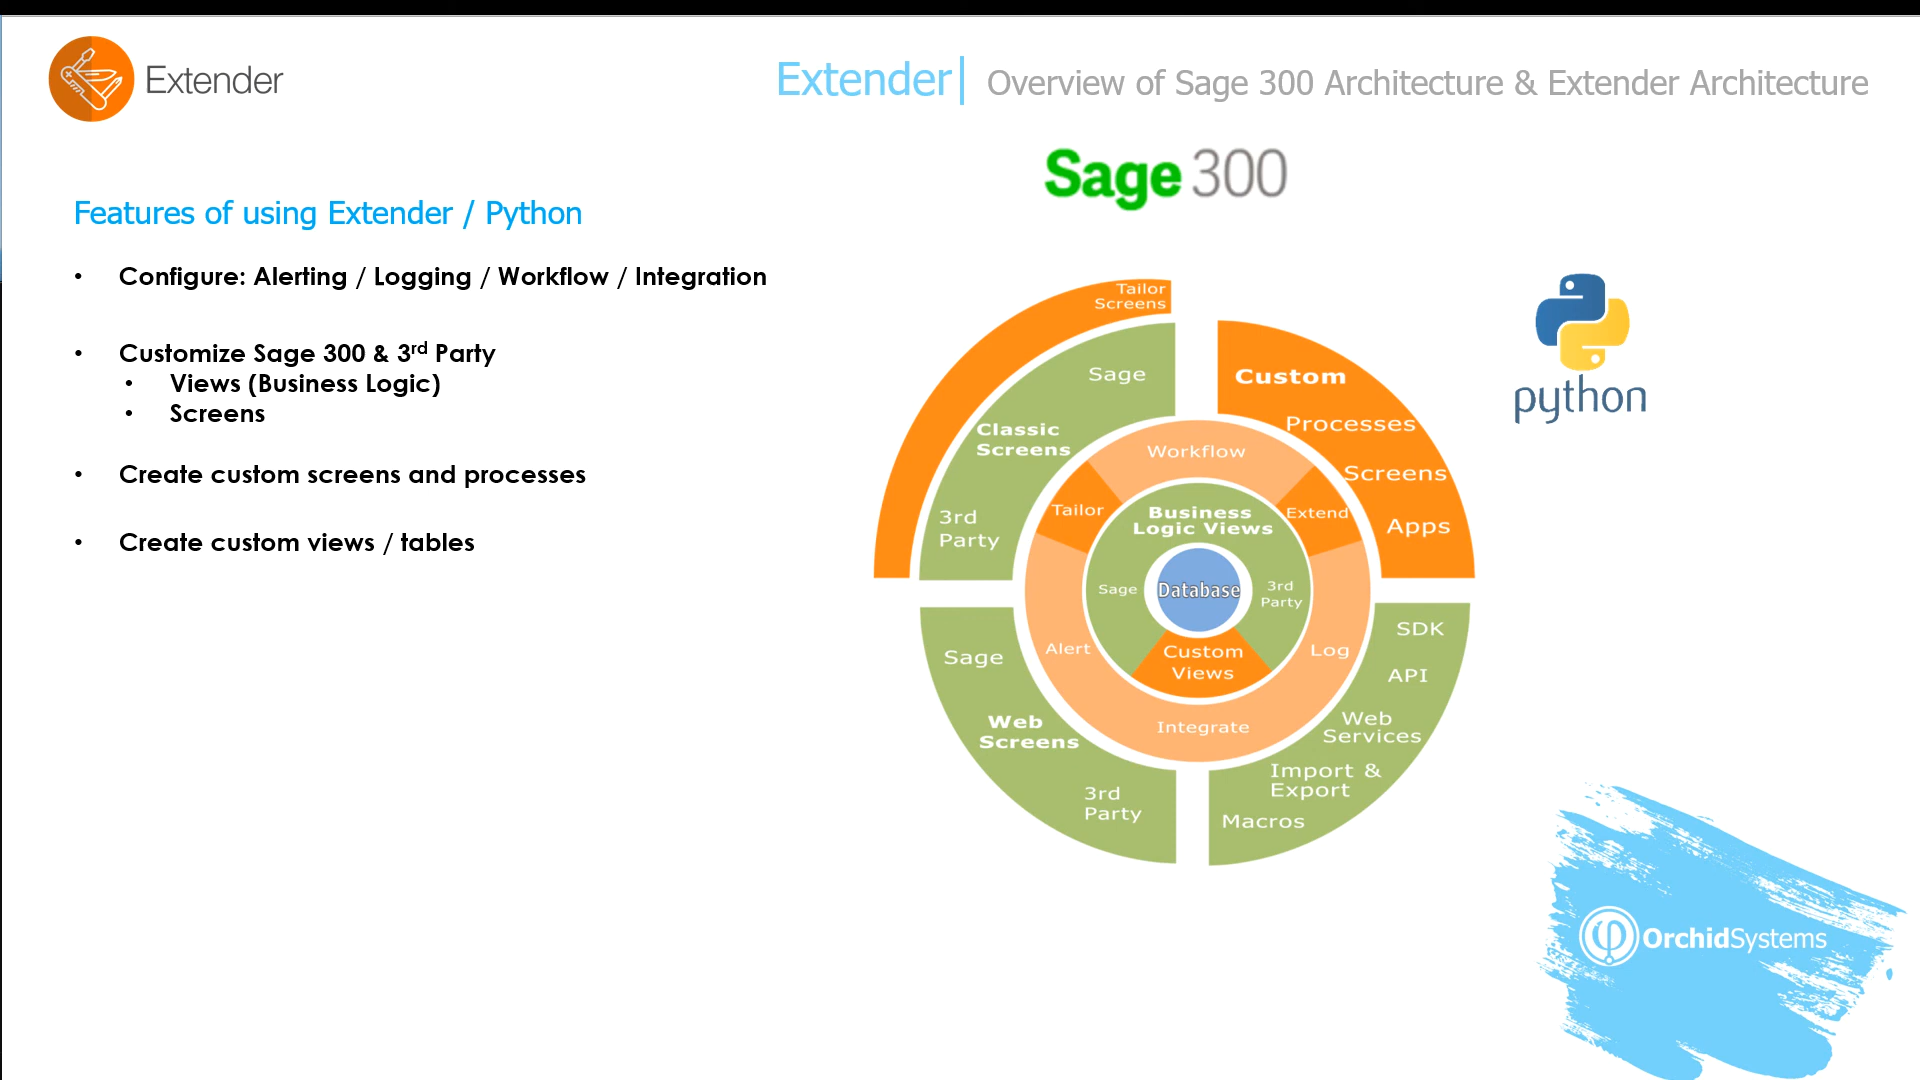 Extender
Extender| Overview of Sage 300 Architecture & Extender Architecture
Sage 300
Features of using Extender / Python
• Configure: Alerting / Logging / Workflow / Integration
• Customize Sage 300 & 3rd Party
• Views (Business Logic)
• Screens
• Create custom screens and processes
• Create custom views / tables
Tailor
Screens
Sage
Classic
Screens
3rd
Party
Custom
Processes
Screens
Apps
python
Workflow
Tailor
Extend
Business
Logic Views
Sage
Database
3rd
Party
Custom
Views
Alert
Log
Integrate
Sage
Web
Screens
3rd
Party
SDK
API
Web
Services
Import &
Export
Macros
OrchidSystems